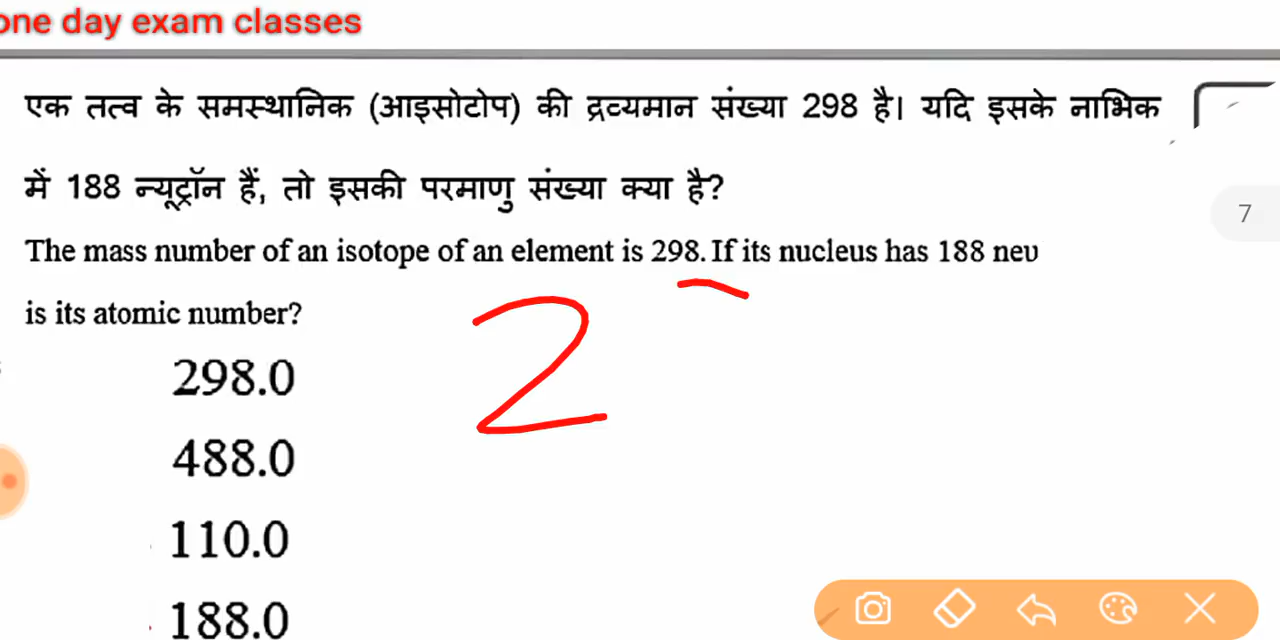 one day exam classes
एक तत्व के समस्थानिक (आइसोटोप) की द्रव्यमान संख्या 298 है। यदि इसके नाभिक
में 188 न्यूट्रॉन हैं, तो इसकी परमाणु संख्या क्या है?
7
The mass number of an isotope of an element is 298. If its nucleus has 188 neu
is its atomic number?
2
298.0
488.0
110.0
188.0